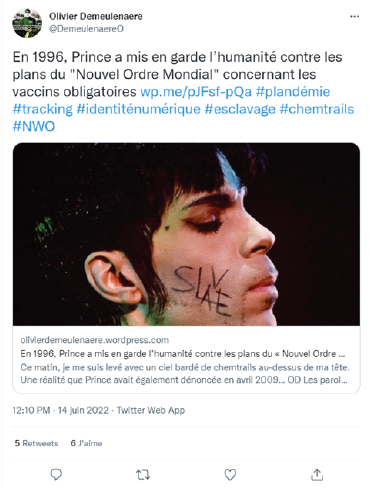 Olivier Demeulenaere
@DemeulenaereO
En 1996, Prince a mis en garde l'humanité contre les
plans du "Nouvel Ordre Mondial" concernant les
vaccins obligatoires wp.me/pJFsf-pQa #plandémie
#tracking #identiténumérique #esclavage #chemtrails
#NWO
SLAVE
olivierdemeulenaere.wordpress.com
En 1996, Prince a mis en garde l'humanité contre les plans du « Nouvel Ordre ...
Ce matin, je me suis levé avec un ciel bardé de chemtrails au-dessus de ma tête.
Une réalité que Prince avait également dénoncée en avril 2009... OD Les parol...
12:10 PM · 14 juin 2022 · Twitter Web App
5 Retweets 6 J'aime